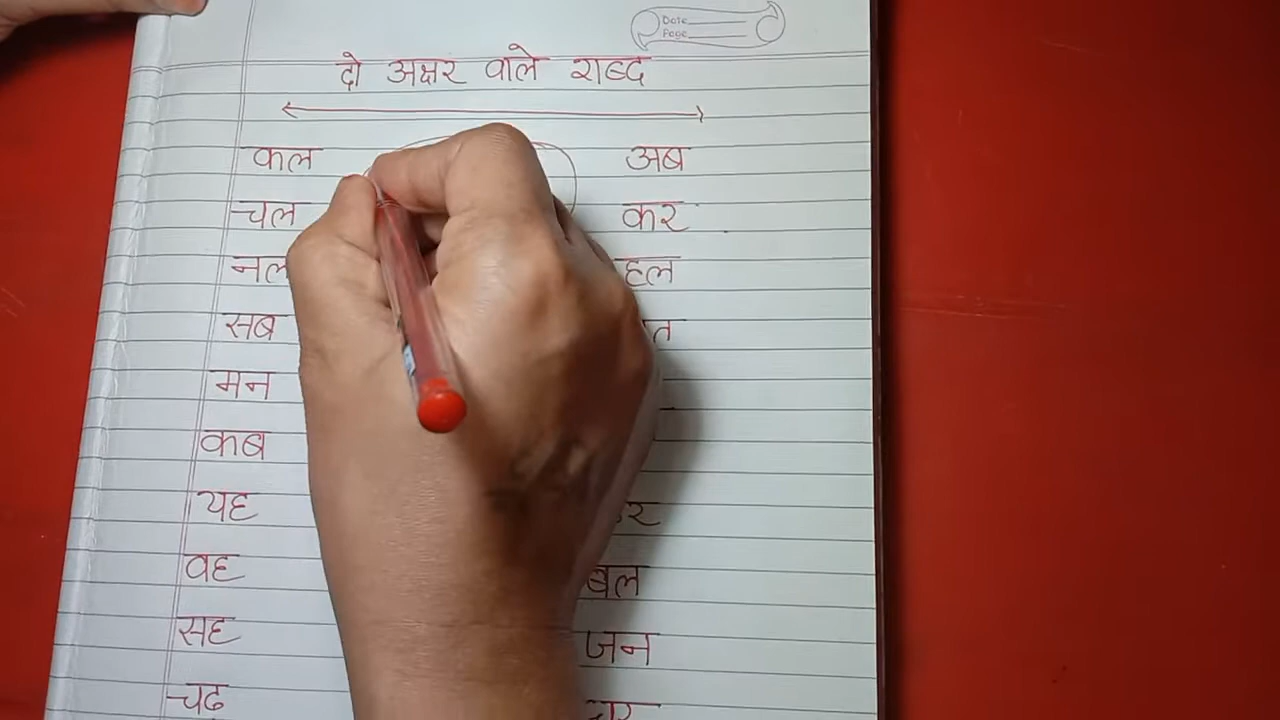 Date
Page
दो अक्षर वाले शब्द
कल अब
चल कर
नल हल
सब
मन
कब
यह
वह बल
सह जन
चढ़